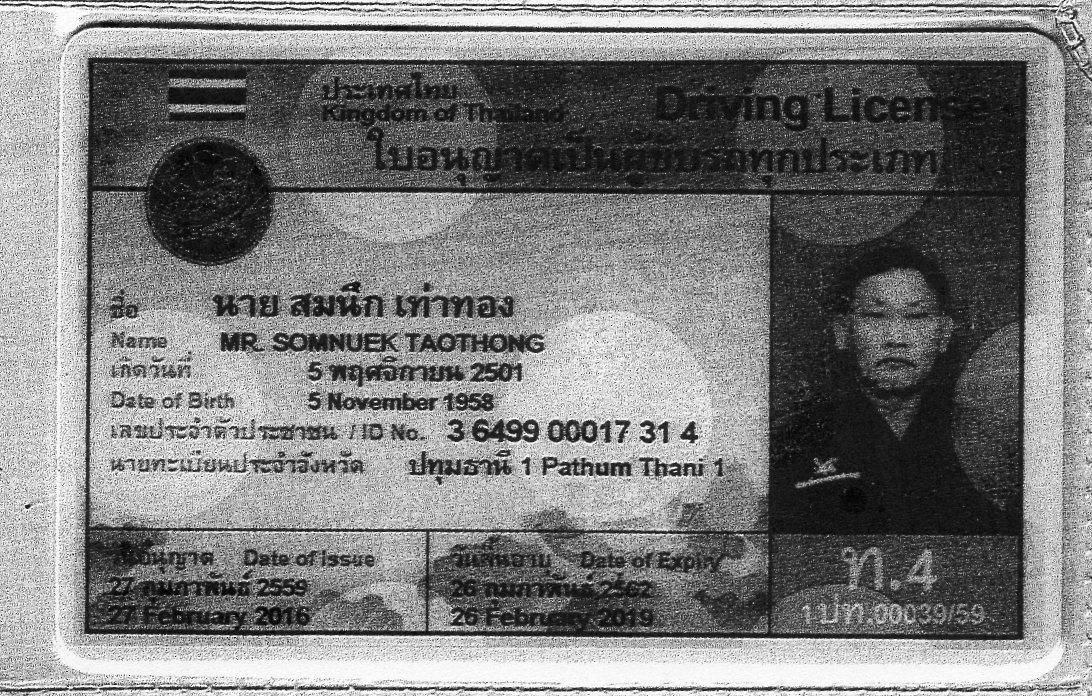 ประเทศไทย
Kingdom of Thailand
Driving License
ใบอนุญาตเป็นผู้ขับรถทุกประเภท
ชื่อ นาย สมนึก เท่าทอง
Name MR. SOMNUEK TAOTHONG
เกิดวันที่ 5 พฤศจิกายน 2501
Date of Birth 5 November 1958
เลขประจำตัวประชาชน / ID No. 3 6499 00017 31 4
นายทะเบียนประจำจังหวัด ปทุมธานี 1 Pathum Thani 1
วันอนุญาต Date of Issue
27 กุมภาพันธ์ 2559
27 February 2016
วันสิ้นอายุ Date of Expiry
26 กุมภาพันธ์ 2562
26 February 2019
ท.4
1 ปท.00039/59